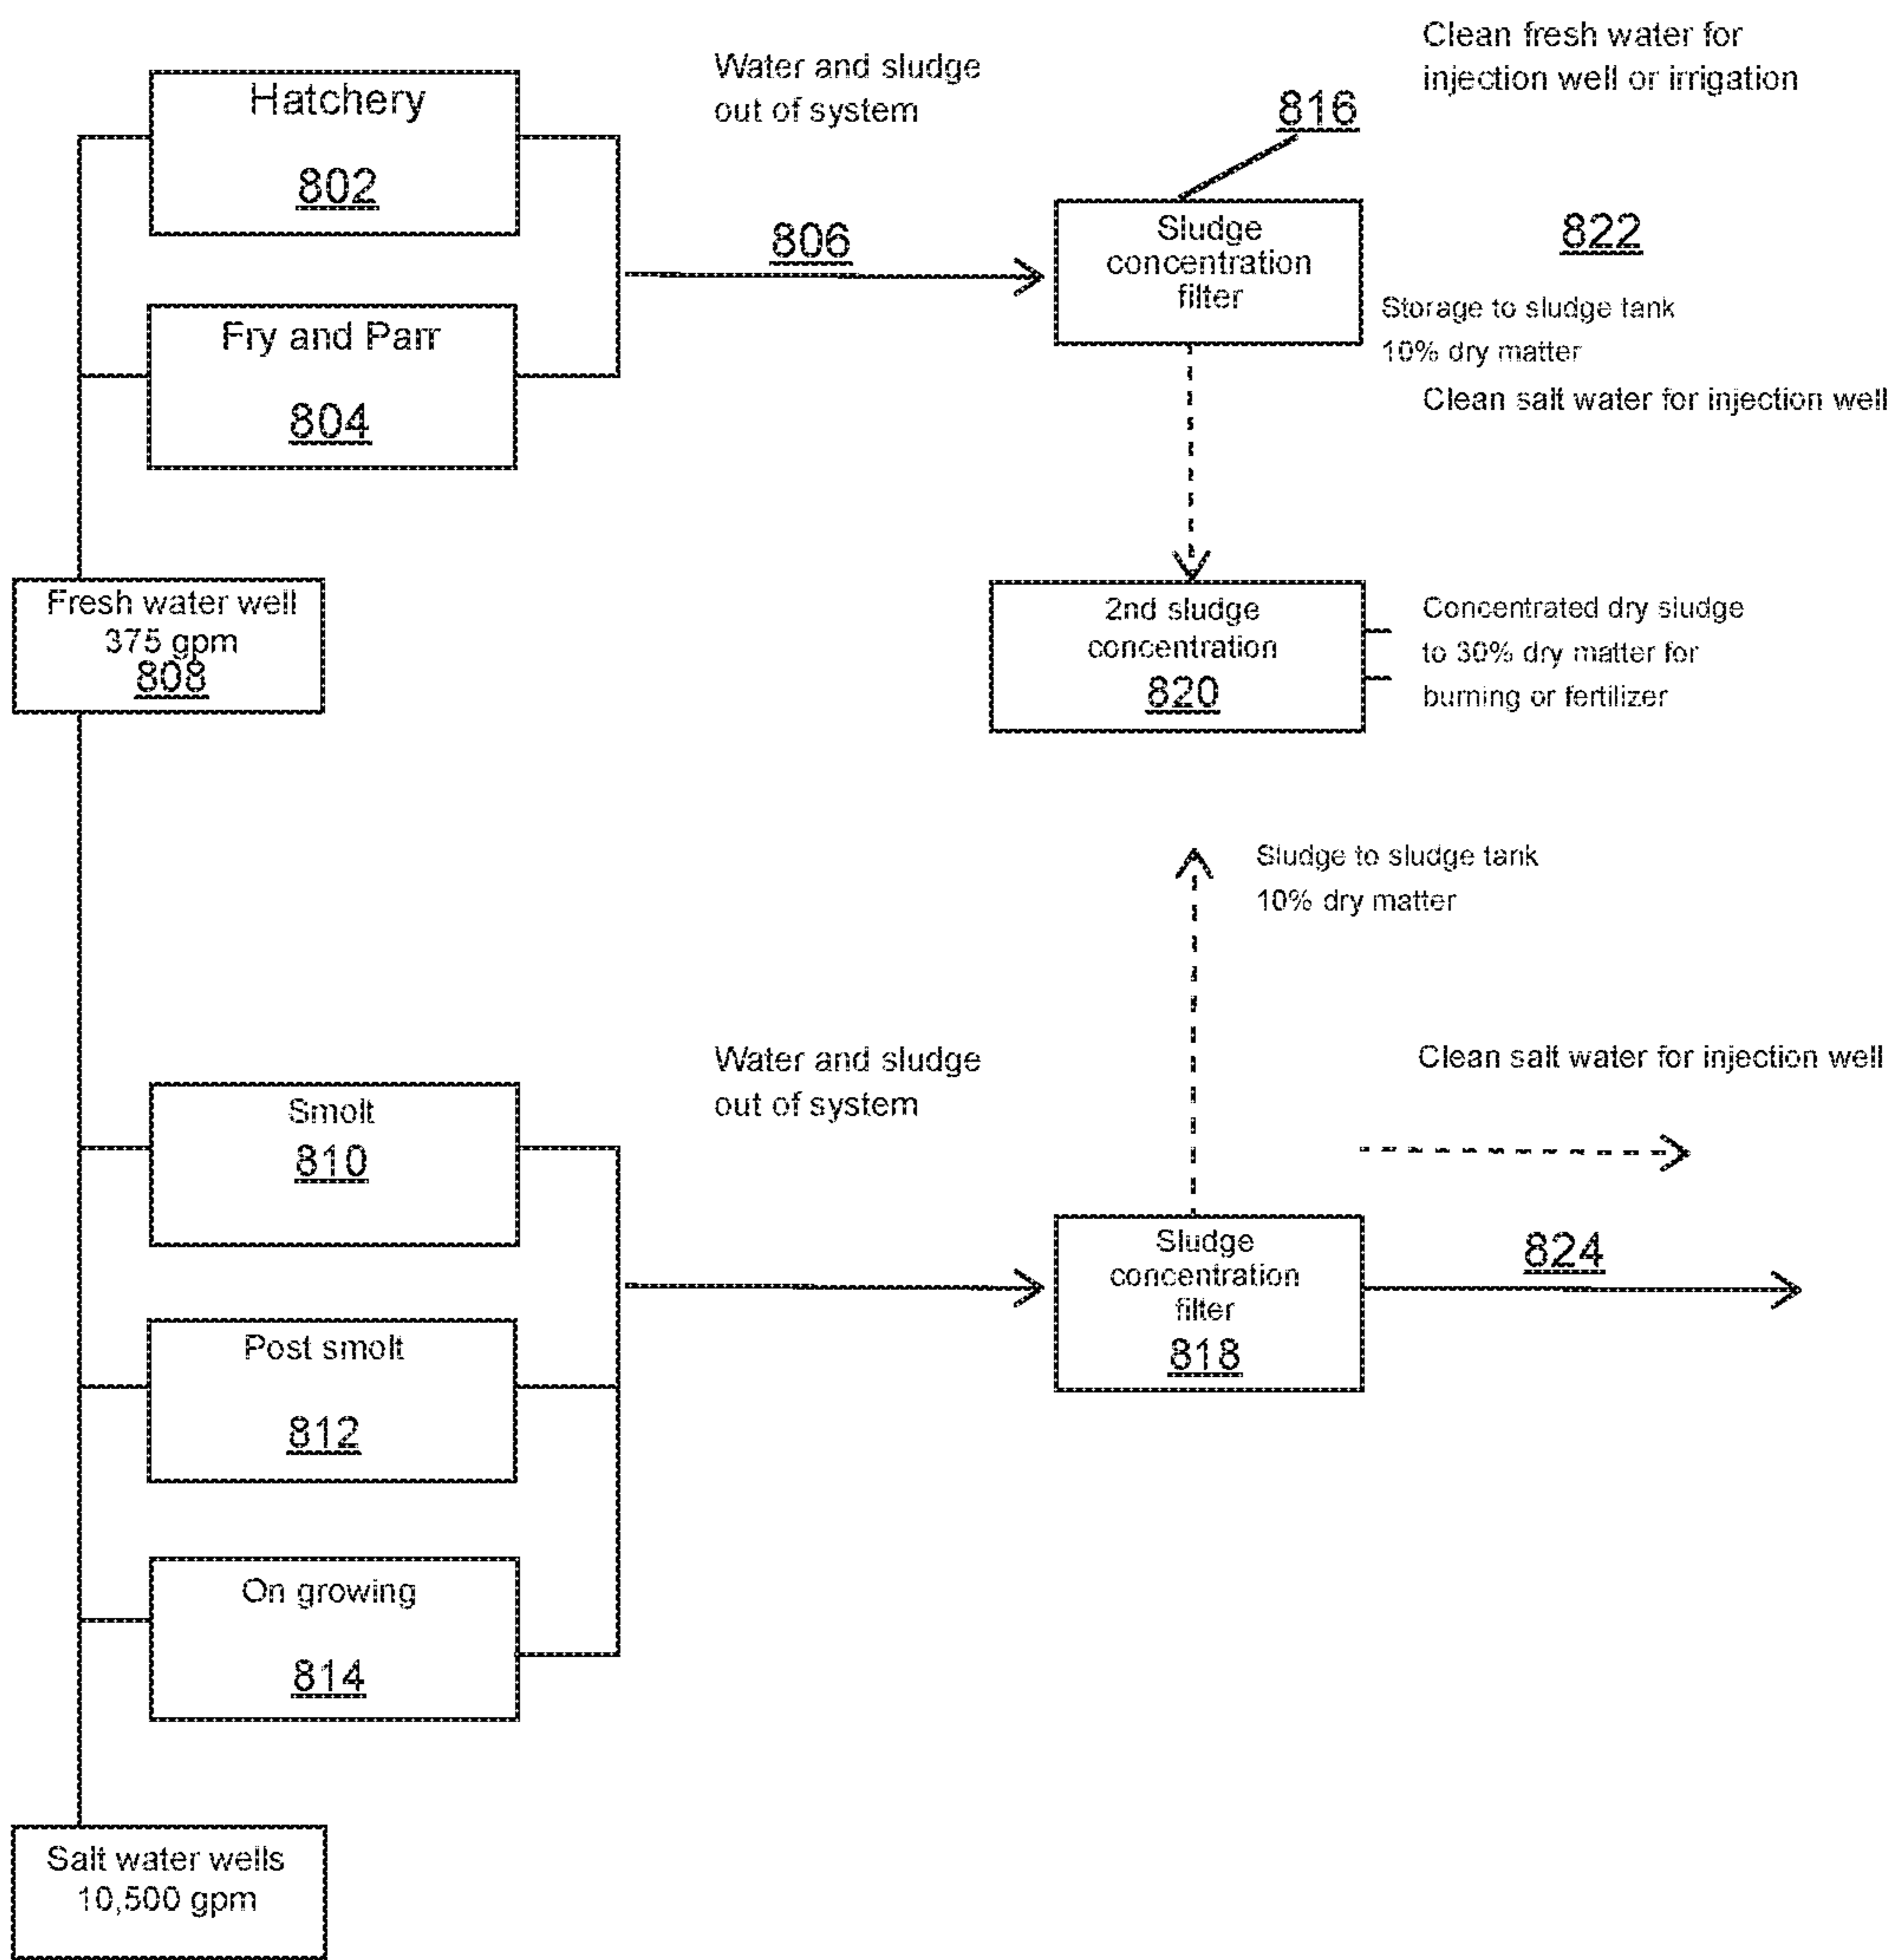 Hatchery
802
Fry and Parr
804
Water and sludge
out of system
806
816
Sludge
concentration
filter
Clean fresh water for
injection well or irrigation
822
Storage to sludge tank
10% dry matter
Clean salt water for injection well
Fresh water well
375 gpm
808
2nd sludge
concentration
820
Concentrated dry sludge
to 30% dry matter for
burning or fertilizer
Sludge to sludge tank
10% dry matter
Smolt
810
Post smolt
812
On growing
814
Water and sludge
out of system
Clean salt water for injection well
Sludge
concentration
filter
818
824
Salt water wells
10,500 gpm